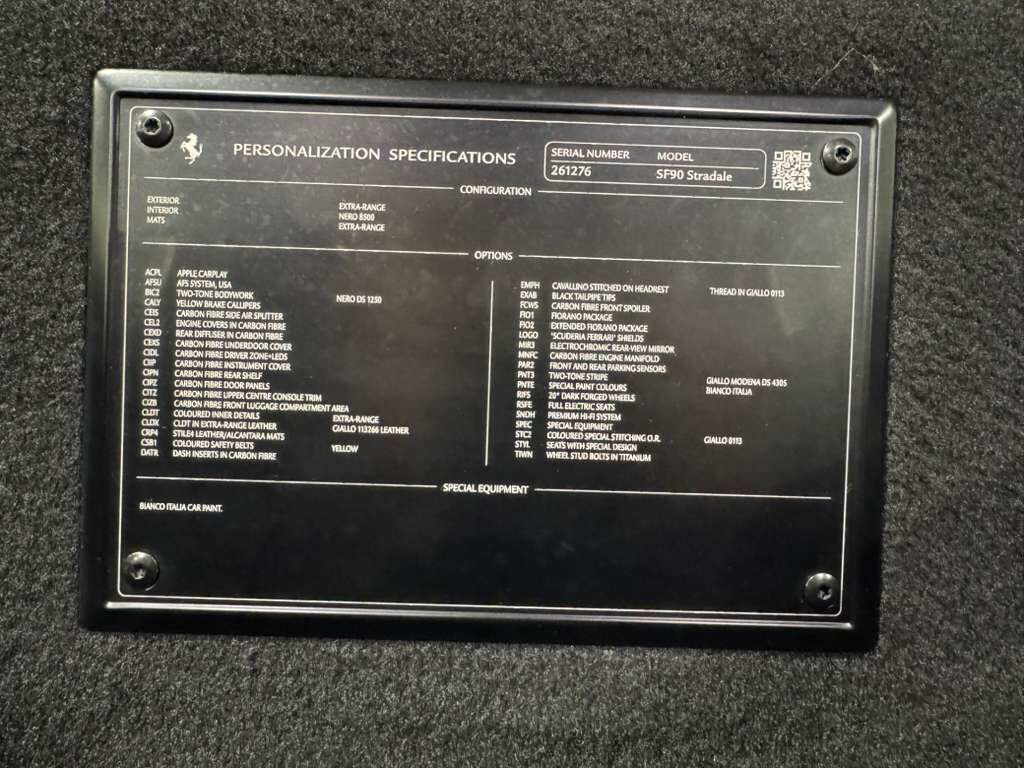 PERSONALIZATION SPECIFICATIONS
SERIAL NUMBER MODEL
261276 SF90 Stradale
CONFIGURATION
EXTERIOR EXTRA-RANGE
INTERIOR NERO 8500
MATS EXTRA-RANGE
OPTIONS
ACPL APPLE CARPLAY
AFSU AFS SYSTEM, USA
BIC2 TWO-TONE BODYWORK NERO DS 1250
CALY YELLOW BRAKE CALLIPERS
CEIS CARBON FIBRE SIDE AIR SPLITTER
CEL2 ENGINE COVERS IN CARBON FIBRE
CEXD REAR DIFFUSER IN CARBON FIBRE
CEXS CARBON FIBRE UNDERDOOR COVER
CIDL CARBON FIBRE DRIVER ZONE+LEDS
CIIP CARBON FIBRE INSTRUMENT COVER
CIPN CARBON FIBRE REAR SHELF
CIPZ CARBON FIBRE DOOR PANELS
CITZ CARBON FIBRE UPPER CENTRE CONSOLE TRIM
CIZB CARBON FIBRE FRONT LUGGAGE COMPARTMENT AREA
CLDT COLOURED INNER DETAILS EXTRA-RANGE
CLDX CLDT IN EXTRA-RANGE LEATHER GIALLO 113266 LEATHER
CRP4 STILE4 LEATHER/ALCANTARA MATS
CSB1 COLOURED SAFETY BELTS YELLOW
DATR DASH INSERTS IN CARBON FIBRE
EMPH CAVALLINO STITCHED ON HEADREST THREAD IN GIALLO 0113
EXAB BLACK TAILPIPE TIPS
FCWS CARBON FIBRE FRONT SPOILER
FIO1 FIORANO PACKAGE
FIO2 EXTENDED FIORANO PACKAGE
LOGO "SCUDERIA FERRARI" SHIELDS
MIR3 ELECTROCHROMIC REAR-VIEW MIRROR
MNFC CARBON FIBRE ENGINE MANIFOLD
PAR2 FRONT AND REAR PARKING SENSORS
PNT3 TWO-TONE STRIPE GIALLO MODENA DS 4305
PNTE SPECIAL PAINT COLOURS BIANCO ITALIA
RIF5 20" DARK FORGED WHEELS
RSFE FULL ELECTRIC SEATS
SNDH PREMIUM HI-FI SYSTEM
SPEC SPECIAL EQUIPMENT
STC2 COLOURED SPECIAL STITCHING O.R. GIALLO 0113
STYL SEATS WITH SPECIAL DESIGN
TIWN WHEEL STUD BOLTS IN TITANIUM
SPECIAL EQUIPMENT
BIANCO ITALIA CAR PAINT.